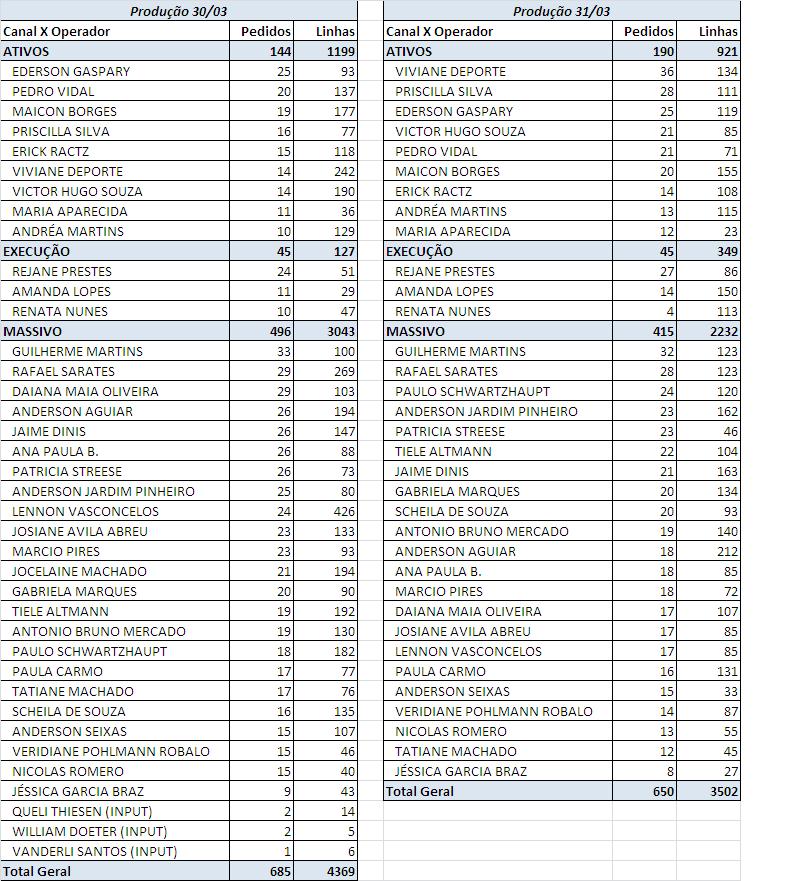 Produção 30/03
Canal X Operador Pedidos Linhas
ATIVOS 144 1199
EDERSON GASPARY 25 93
PEDRO VIDAL 20 137
MAICON BORGES 19 177
PRISCILLA SILVA 16 77
ERICK RACTZ 15 118
VIVIANE DEPORTE 14 242
VICTOR HUGO SOUZA 14 190
MARIA APARECIDA 11 36
ANDRÉA MARTINS 10 129
EXECUÇÃO 45 127
REJANE PRESTES 24 51
AMANDA LOPES 11 29
RENATA NUNES 10 47
MASSIVO 496 3043
GUILHERME MARTINS 33 100
RAFAEL SARATES 29 269
DAIANA MAIA OLIVEIRA 29 103
ANDERSON AGUIAR 26 194
JAIME DINIS 26 147
ANA PAULA B. 26 88
PATRICIA STREESE 26 73
ANDERSON JARDIM PINHEIRO 25 80
LENNON VASCONCELOS 24 426
JOSIANE AVILA ABREU 23 133
MARCIO PIRES 23 93
JOCELAINE MACHADO 21 194
GABRIELA MARQUES 20 90
TIELE ALTMANN 19 192
ANTONIO BRUNO MERCADO 19 130
PAULO SCHWARTZHAUPT 18 182
PAULA CARMO 17 77
TATIANE MACHADO 17 76
SCHEILA DE SOUZA 16 135
ANDERSON SEIXAS 15 107
VERIDIANE POHLMANN ROBALO 15 46
NICOLAS ROMERO 15 40
JÉSSICA GARCIA BRAZ 9 43
QUELI THIESEN (INPUT) 2 14
WILLIAM DOETER (INPUT) 2 5
VANDERLI SANTOS (INPUT) 1 6
Total Geral 685 4369
Produção 31/03
Canal X Operador Pedidos Linhas
ATIVOS 190 921
VIVIANE DEPORTE 36 134
PRISCILLA SILVA 28 111
EDERSON GASPARY 25 119
VICTOR HUGO SOUZA 21 85
PEDRO VIDAL 21 71
MAICON BORGES 20 155
ERICK RACTZ 14 108
ANDRÉA MARTINS 13 115
MARIA APARECIDA 12 23
EXECUÇÃO 45 349
REJANE PRESTES 27 86
AMANDA LOPES 14 150
RENATA NUNES 4 113
MASSIVO 415 2232
GUILHERME MARTINS 32 123
RAFAEL SARATES 28 123
PAULO SCHWARTZHAUPT 24 120
ANDERSON JARDIM PINHEIRO 23 162
PATRICIA STREESE 23 46
TIELE ALTMANN 22 104
JAIME DINIS 21 163
GABRIELA MARQUES 20 134
SCHEILA DE SOUZA 20 93
ANTONIO BRUNO MERCADO 19 140
ANDERSON AGUIAR 18 212
ANA PAULA B. 18 85
MARCIO PIRES 18 72
DAIANA MAIA OLIVEIRA 17 107
JOSIANE AVILA ABREU 17 85
LENNON VASCONCELOS 17 85
PAULA CARMO 16 131
ANDERSON SEIXAS 15 33
VERIDIANE POHLMANN ROBALO 14 87
NICOLAS ROMERO 13 55
TATIANE MACHADO 12 45
JÉSSICA GARCIA BRAZ 8 27
Total Geral 650 3502